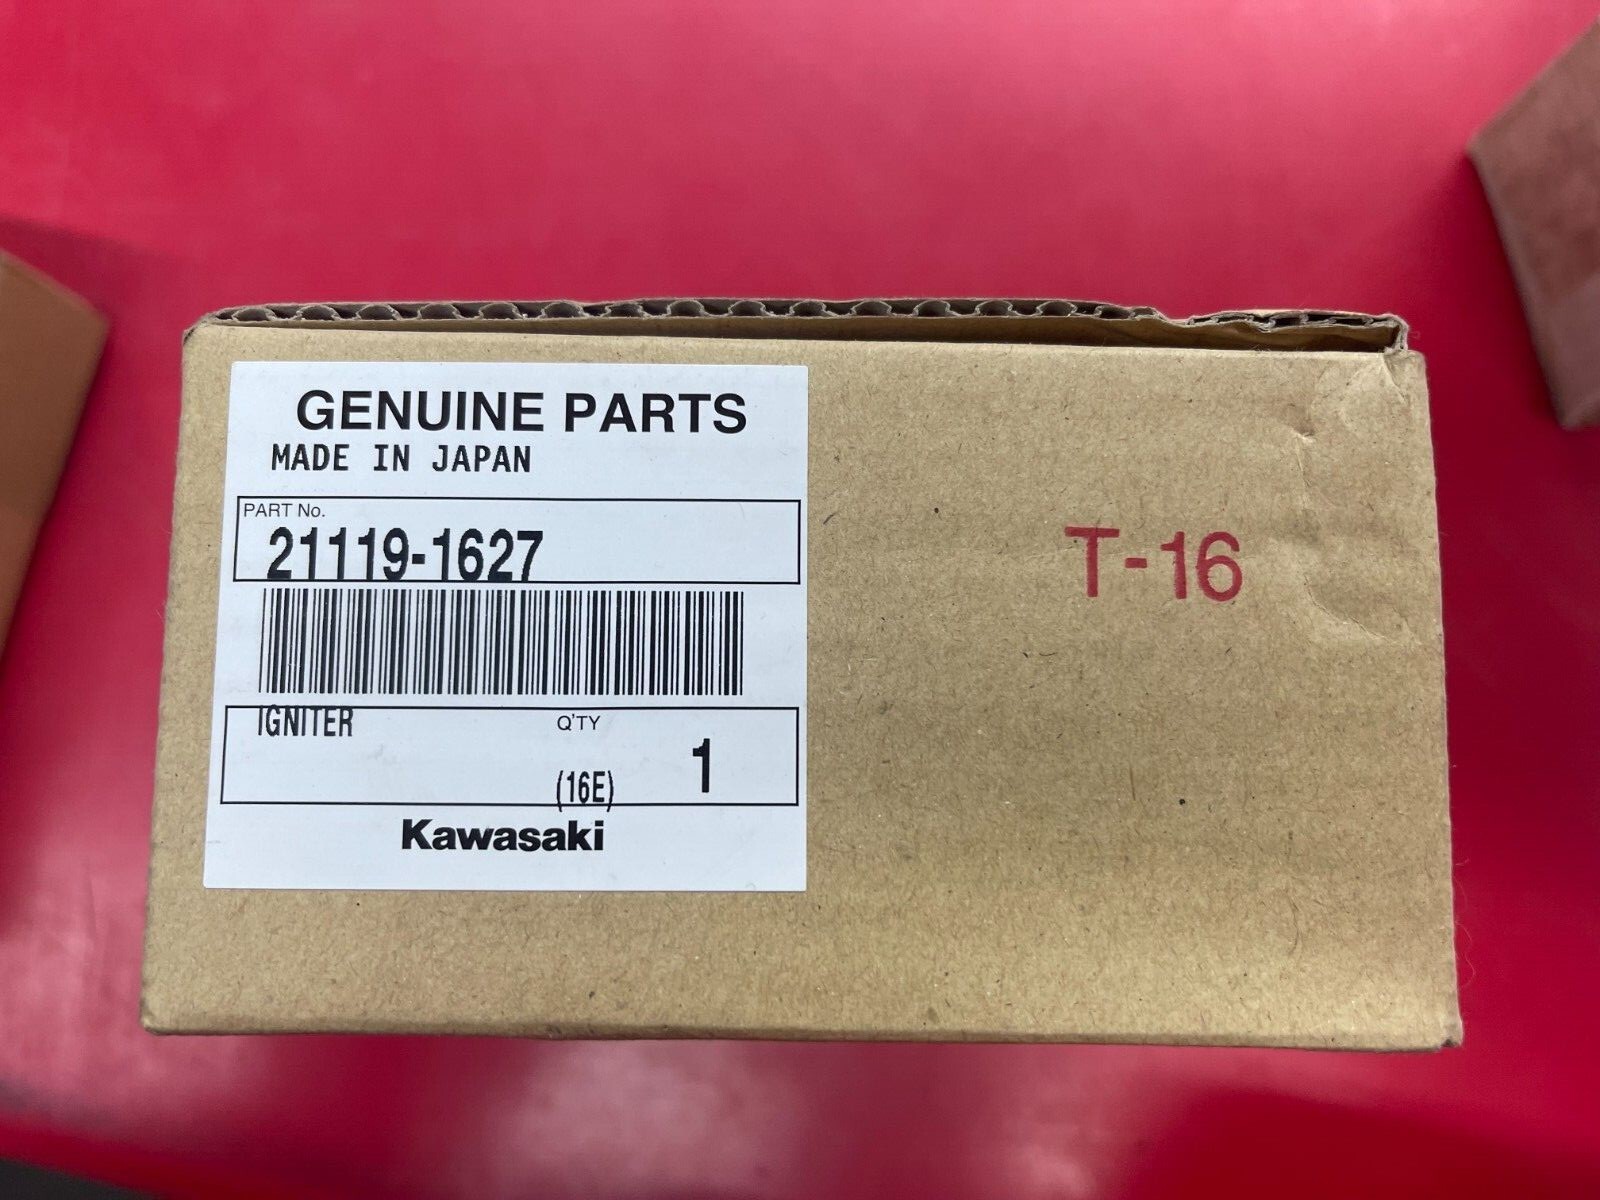 GENUINE PARTS
MADE IN JAPAN
PART No.
21119-1627
IGNITER
Q'TY
1
(16E)
Kawasaki
T-16